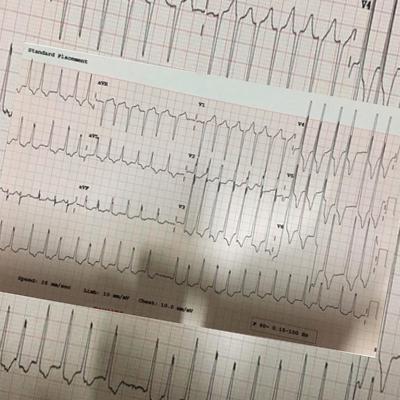 V4
Standard Placement
aVR
V1
V4
aVL
V2
V5
aVF
V3
V6
Speed: 25 mm/sec Limb: 10 mm/mV Chest: 10.0 mm/mV
F 60~ 0.15-100 Hz